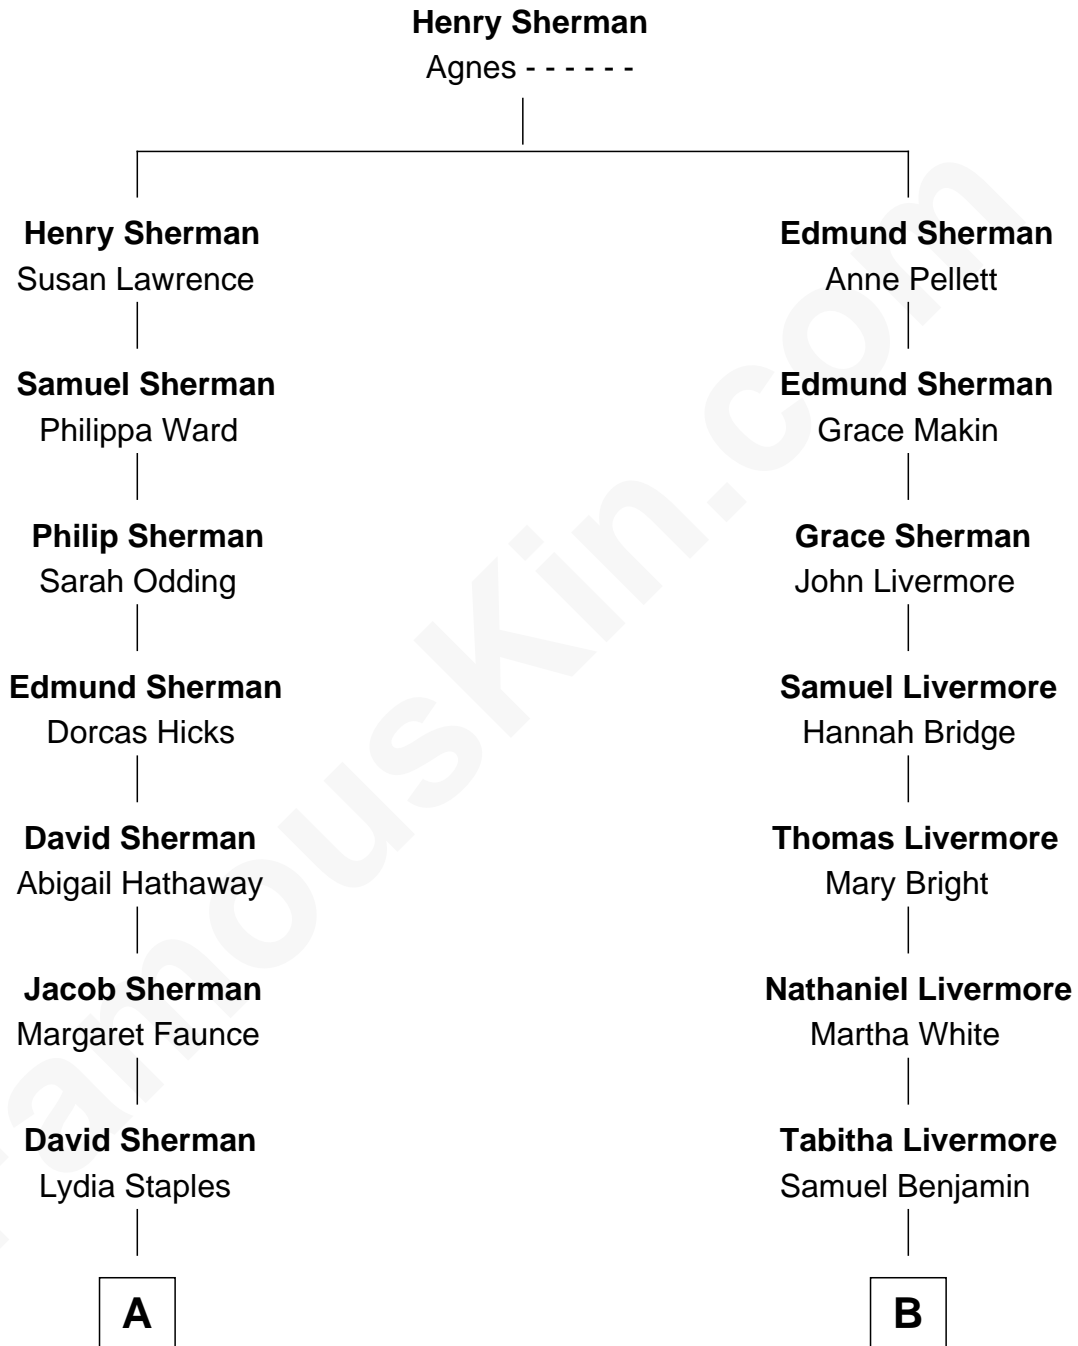 Henry Sherman
Agnes - - - - - -
Henry Sherman
Susan Lawrence
Edmund Sherman
Anne Pellett
Samuel Sherman
Philippa Ward
Edmund Sherman
Grace Makin
Philip Sherman
Sarah Odding
Grace Sherman
John Livermore
Edmund Sherman
Dorcas Hicks
Samuel Livermore
Hannah Bridge
David Sherman
Abigail Hathaway
Thomas Livermore
Mary Bright
Jacob Sherman
Margaret Faunce
Nathaniel Livermore
Martha White
David Sherman
Lydia Staples
Tabitha Livermore
Samuel Benjamin
A
B
FamousKin.com